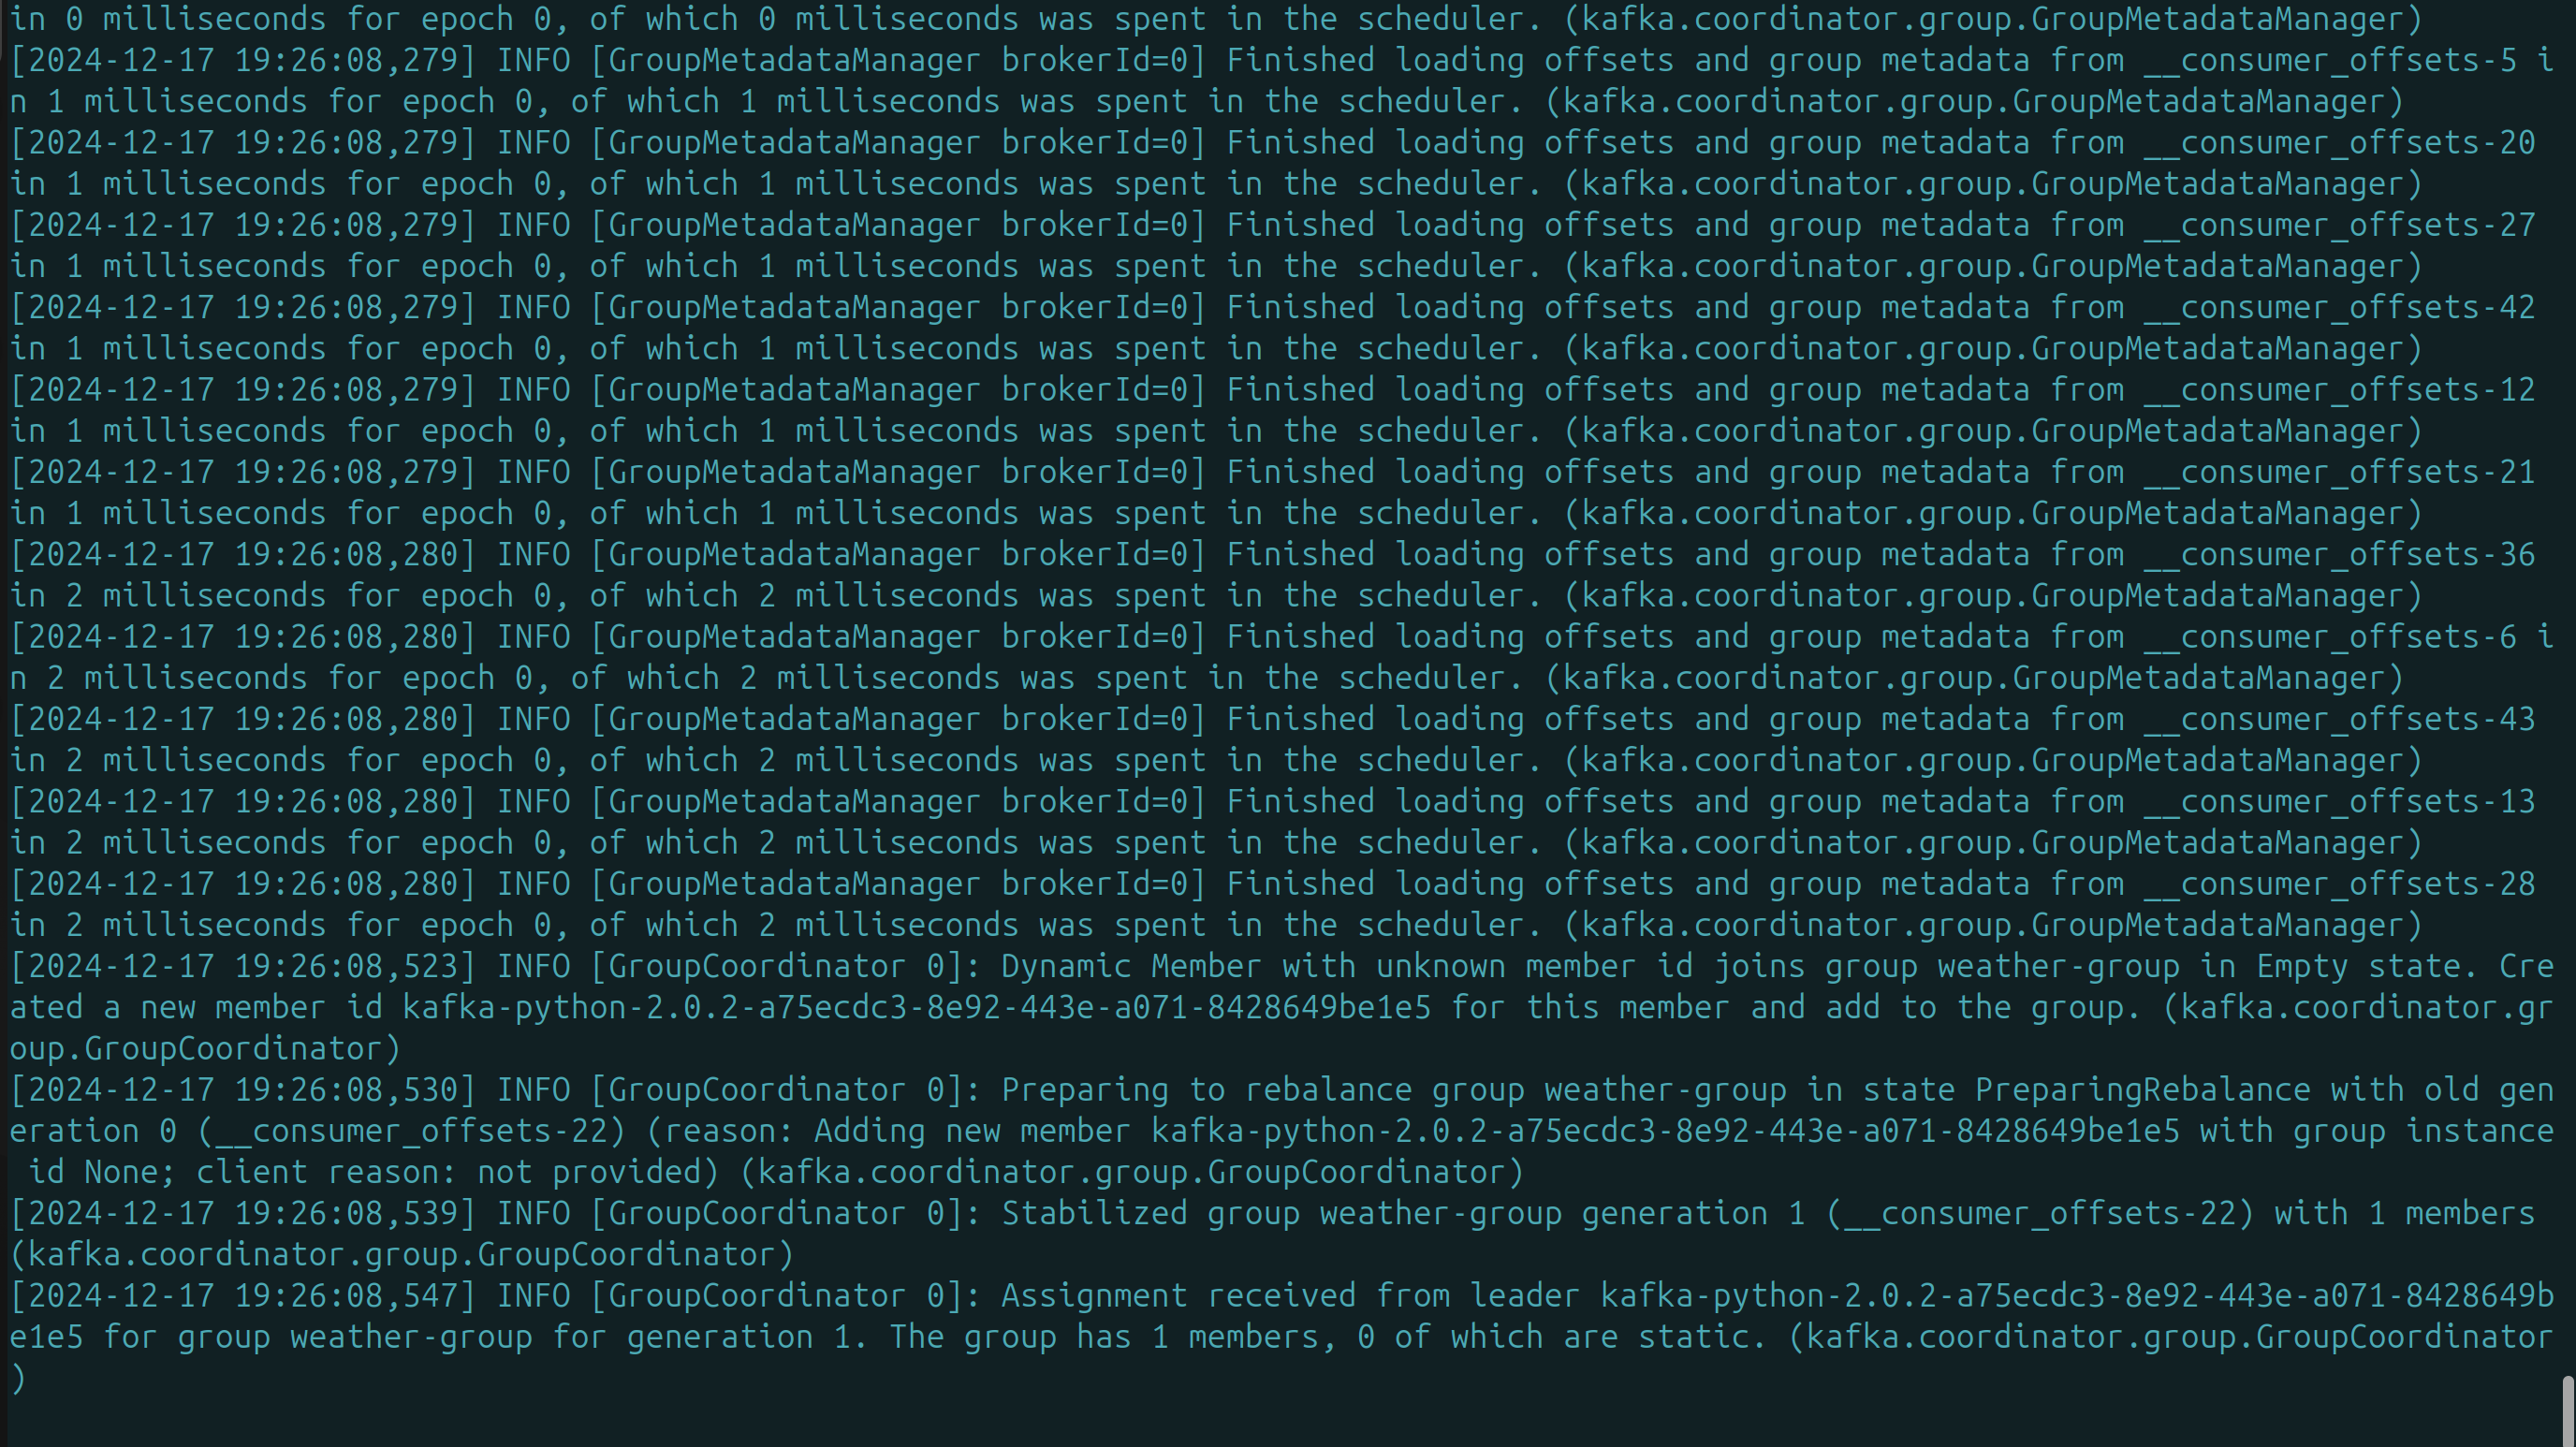 in 0 milliseconds for epoch 0, of which 0 milliseconds was spent in the scheduler. (kafka.coordinator.group.GroupMetadataManager)
[2024-12-17 19:26:08,279] INFO [GroupMetadataManager brokerId=0] Finished loading offsets and group metadata from __consumer_offsets-5 i
n 1 milliseconds for epoch 0, of which 1 milliseconds was spent in the scheduler. (kafka.coordinator.group.GroupMetadataManager)
[2024-12-17 19:26:08,279] INFO [GroupMetadataManager brokerId=0] Finished loading offsets and group metadata from __consumer_offsets-20
in 1 milliseconds for epoch 0, of which 1 milliseconds was spent in the scheduler. (kafka.coordinator.group.GroupMetadataManager)
[2024-12-17 19:26:08,279] INFO [GroupMetadataManager brokerId=0] Finished loading offsets and group metadata from __consumer_offsets-27
in 1 milliseconds for epoch 0, of which 1 milliseconds was spent in the scheduler. (kafka.coordinator.group.GroupMetadataManager)
[2024-12-17 19:26:08,279] INFO [GroupMetadataManager brokerId=0] Finished loading offsets and group metadata from __consumer_offsets-42
in 1 milliseconds for epoch 0, of which 1 milliseconds was spent in the scheduler. (kafka.coordinator.group.GroupMetadataManager)
[2024-12-17 19:26:08,279] INFO [GroupMetadataManager brokerId=0] Finished loading offsets and group metadata from __consumer_offsets-12
in 1 milliseconds for epoch 0, of which 1 milliseconds was spent in the scheduler. (kafka.coordinator.group.GroupMetadataManager)
[2024-12-17 19:26:08,279] INFO [GroupMetadataManager brokerId=0] Finished loading offsets and group metadata from __consumer_offsets-21
in 1 milliseconds for epoch 0, of which 1 milliseconds was spent in the scheduler. (kafka.coordinator.group.GroupMetadataManager)
[2024-12-17 19:26:08,280] INFO [GroupMetadataManager brokerId=0] Finished loading offsets and group metadata from __consumer_offsets-36
in 2 milliseconds for epoch 0, of which 2 milliseconds was spent in the scheduler. (kafka.coordinator.group.GroupMetadataManager)
[2024-12-17 19:26:08,280] INFO [GroupMetadataManager brokerId=0] Finished loading offsets and group metadata from __consumer_offsets-6 i
n 2 milliseconds for epoch 0, of which 2 milliseconds was spent in the scheduler. (kafka.coordinator.group.GroupMetadataManager)
[2024-12-17 19:26:08,280] INFO [GroupMetadataManager brokerId=0] Finished loading offsets and group metadata from __consumer_offsets-43
in 2 milliseconds for epoch 0, of which 2 milliseconds was spent in the scheduler. (kafka.coordinator.group.GroupMetadataManager)
[2024-12-17 19:26:08,280] INFO [GroupMetadataManager brokerId=0] Finished loading offsets and group metadata from __consumer_offsets-13
in 2 milliseconds for epoch 0, of which 2 milliseconds was spent in the scheduler. (kafka.coordinator.group.GroupMetadataManager)
[2024-12-17 19:26:08,280] INFO [GroupMetadataManager brokerId=0] Finished loading offsets and group metadata from __consumer_offsets-28
in 2 milliseconds for epoch 0, of which 2 milliseconds was spent in the scheduler. (kafka.coordinator.group.GroupMetadataManager)
[2024-12-17 19:26:08,523] INFO [GroupCoordinator 0]: Dynamic Member with unknown member id joins group weather-group in Empty state. Cre
ated a new member id kafka-python-2.0.2-a75ecdc3-8e92-443e-a071-8428649be1e5 for this member and add to the group. (kafka.coordinator.gr
oup.GroupCoordinator)
[2024-12-17 19:26:08,530] INFO [GroupCoordinator 0]: Preparing to rebalance group weather-group in state PreparingRebalance with old gen
eration 0 (__consumer_offsets-22) (reason: Adding new member kafka-python-2.0.2-a75ecdc3-8e92-443e-a071-8428649be1e5 with group instance
 id None; client reason: not provided) (kafka.coordinator.group.GroupCoordinator)
[2024-12-17 19:26:08,539] INFO [GroupCoordinator 0]: Stabilized group weather-group generation 1 (__consumer_offsets-22) with 1 members
(kafka.coordinator.group.GroupCoordinator)
[2024-12-17 19:26:08,547] INFO [GroupCoordinator 0]: Assignment received from leader kafka-python-2.0.2-a75ecdc3-8e92-443e-a071-8428649b
e1e5 for group weather-group for generation 1. The group has 1 members, 0 of which are static. (kafka.coordinator.group.GroupCoordinator
)